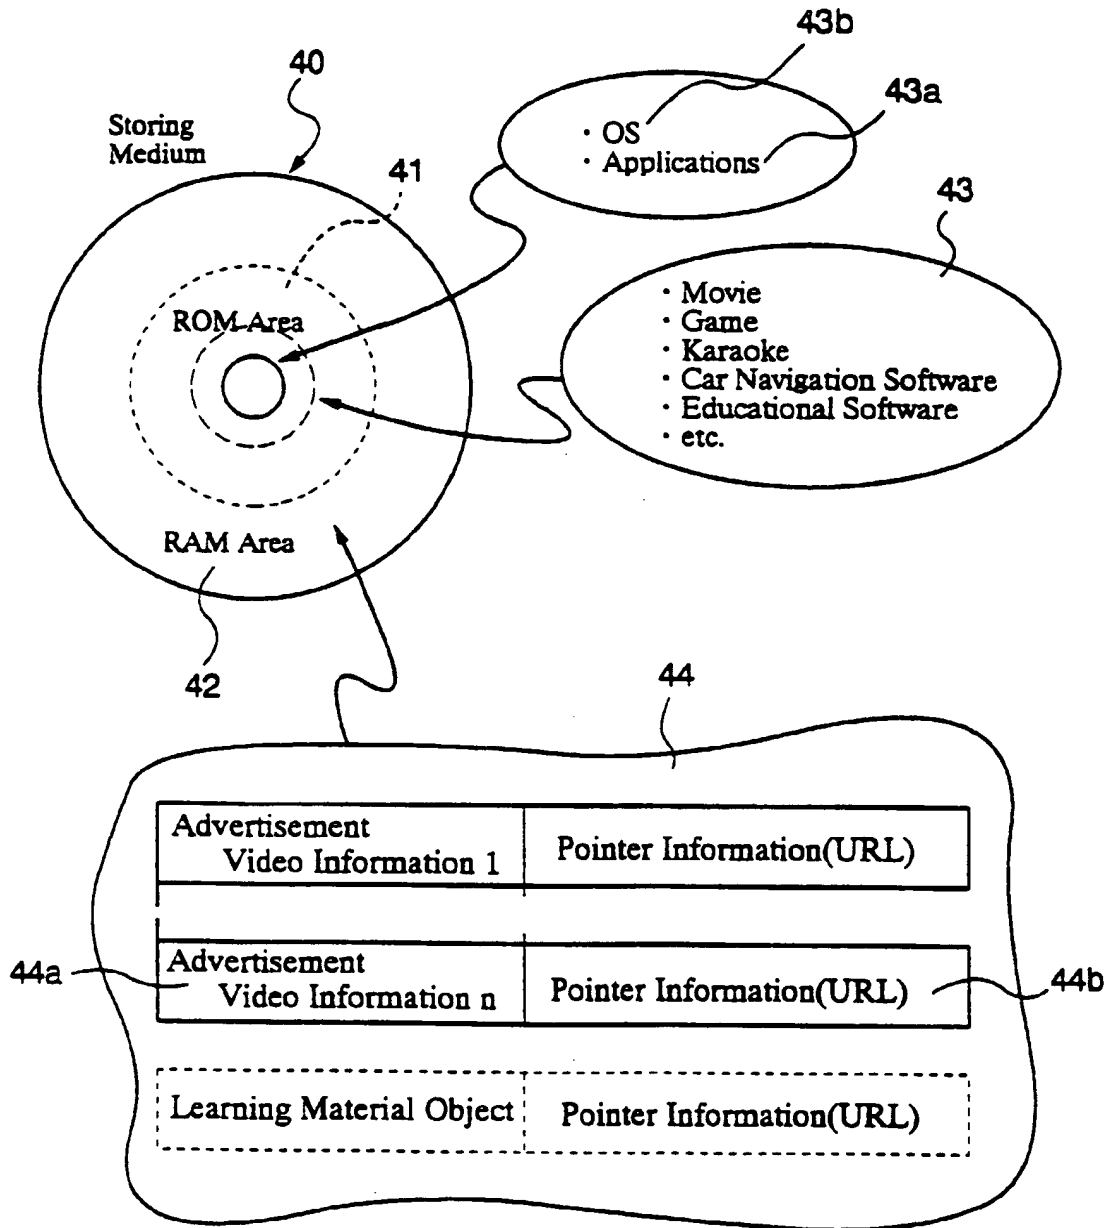 43b
40
43a
Storing
Medium
· OS
· Applications
41
43
ROM Area
· Movie
· Game
· Karaoke
· Car Navigation Software
· Educational Software
· etc.
RAM Area
42
44
Advertisement
Video Information 1
Pointer Information(URL)
44a
Advertisement
Video Information n
Pointer Information(URL)
44b
Learning Material Object
Pointer Information(URL)